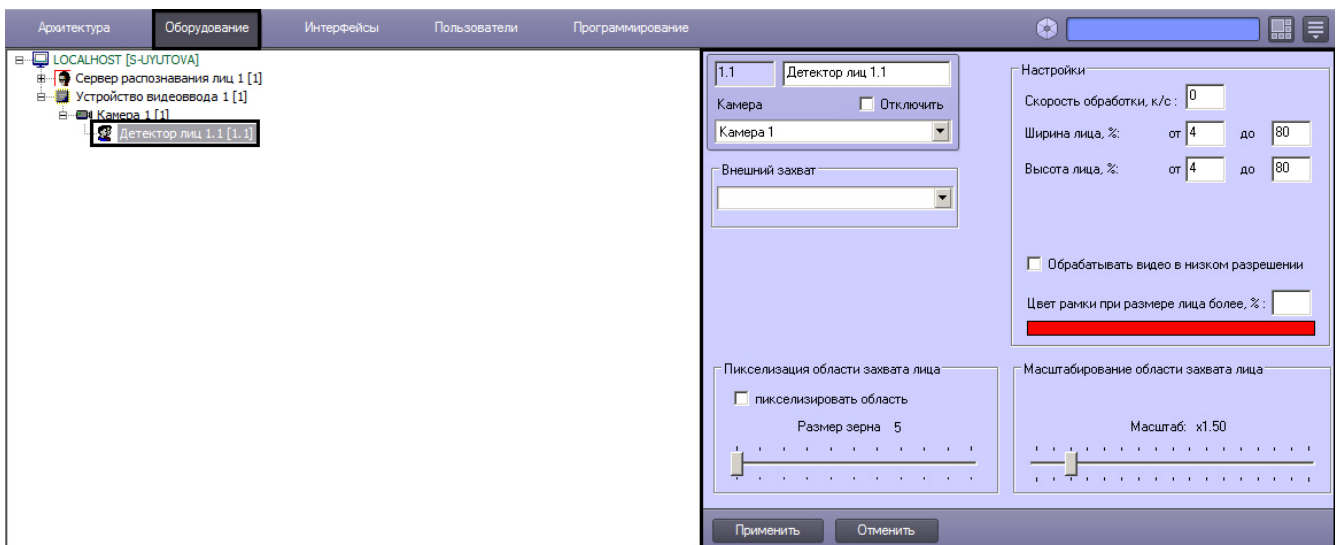 Архитектура Оборудование Интерфейсы Пользователи Программирование
LOCALHOST [S-UYUTOVA]
Сервер распознавания лиц 1 [1]
Устройство видеоввода 1 [1]
Камера 1 [1]
Детектор лиц 1.1 [1.1]
1.1 Детектор лиц 1.1
Камера Отключить
Камера 1
Внешний захват
Настройки
Скорость обработки, к/с : 0
Ширина лица, %: от 4 до 80
Высота лица, %: от 4 до 80
Обрабатывать видео в низком разрешении
Цвет рамки при размере лица более, % :
Пикселизация области захвата лица
пикселизировать область
Размер зерна 5
Масштабирование области захвата лица
Масштаб: x1.50
Применить Отменить